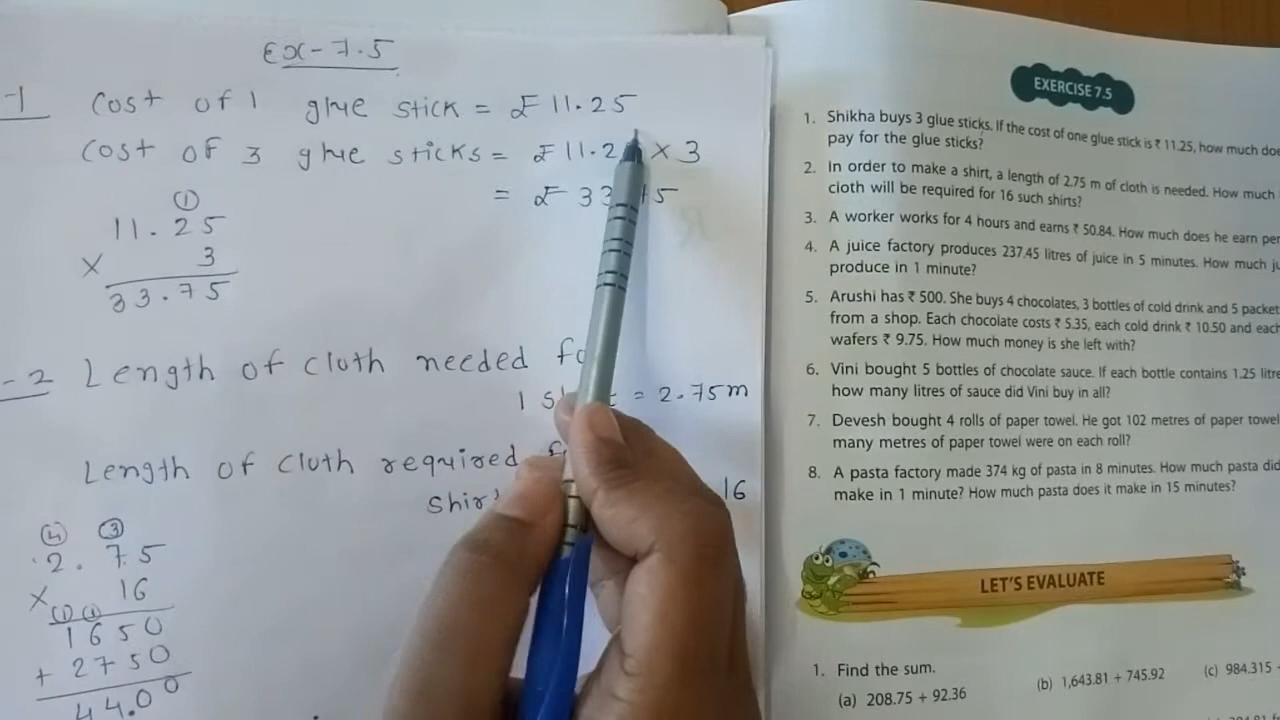 Ex-7.5
-1 Cost of 1 glue stick = ₹ 11.25
Cost of 3 glue sticks = ₹ 11.2 × 3
= ₹ 33 5
①
11.25
× 3
33.75
-2 Length of cloth needed
1 = 2.75m
Length of cloth required
16
④ ③
2.75
× 16
① ①
1650
+ 2750
44.00
EXERCISE 7.5
1. Shikha buys 3 glue sticks. If the cost of one glue stick is ₹ 11.25, how much
pay for the glue sticks?
2. In order to make a shirt, a length of 2.75 m of cloth is needed. How much
cloth will be required for 16 such shirts?
3. A worker works for 4 hours and earns ₹ 50.84. How much does he earn
4. A juice factory produces 237.45 litres of juice in 5 minutes. How much
produce in 1 minute?
5. Arushi has ₹ 500. She buys 4 chocolates, 3 bottles of cold drink and 5
from a shop. Each chocolate costs ₹ 5.35, each cold drink ₹ 10.50 and each
wafers ₹ 9.75. How much money is she left with?
6. Vini bought 5 bottles of chocolate sauce. If each bottle contains 1.25
how many litres of sauce did Vini buy in all?
7. Devesh bought 4 rolls of paper towel. He got 102 metres of paper towel
many metres of paper towel were on each roll?
8. A pasta factory made 374 kg of pasta in 8 minutes. How much pasta did
make in 1 minute? How much pasta does it make in 15 minutes?
LET'S EVALUATE
1. Find the sum.
(a) 208.75 + 92.36 (b) 1,643.81 + 745.92 (c) 984.315